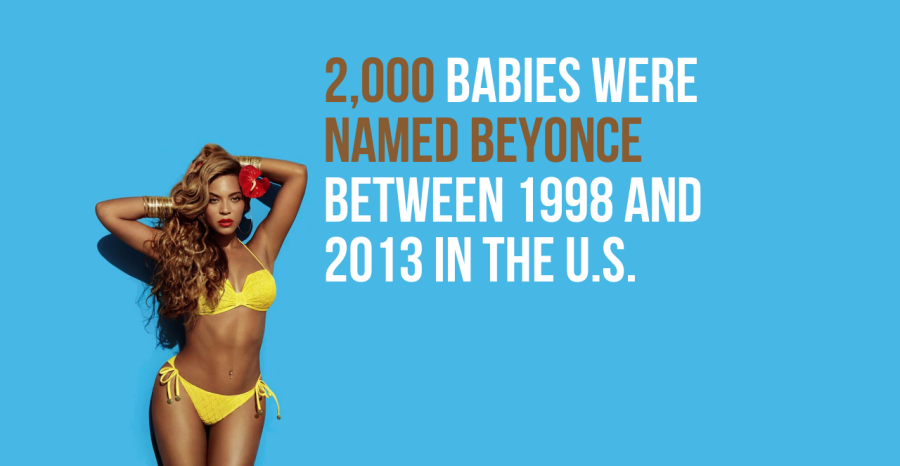 2,000 BABIES WERE
NAMED BEYONCE
BETWEEN 1998 AND
2013 IN THE U.S.